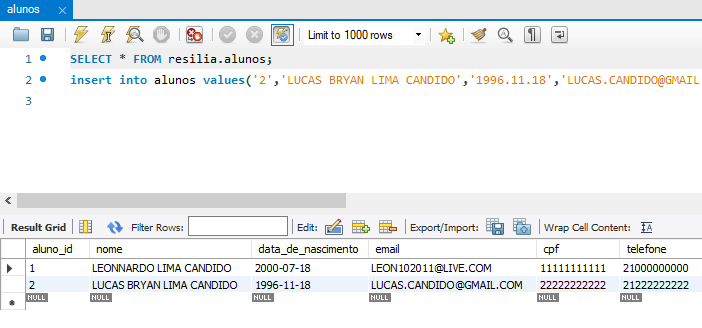 alunos
Limit to 1000 rows
1 SELECT * FROM resilia.alunos;
2 insert into alunos values('2','LUCAS BRYAN LIMA CANDIDO','1996.11.18','LUCAS.CANDIDO@GMAIL
3
Result Grid Filter Rows: Edit: Export/Import: Wrap Cell Content:
aluno_id nome data_de_nascimento email cpf telefone
1 LEONNARDO LIMA CANDIDO 2000-07-18 LEON102011@LIVE.COM 11111111111 21000000000
2 LUCAS BRYAN LIMA CANDIDO 1996-11-18 LUCAS.CANDIDO@GMAIL.COM 22222222222 21222222222
NULL NULL NULL NULL NULL NULL